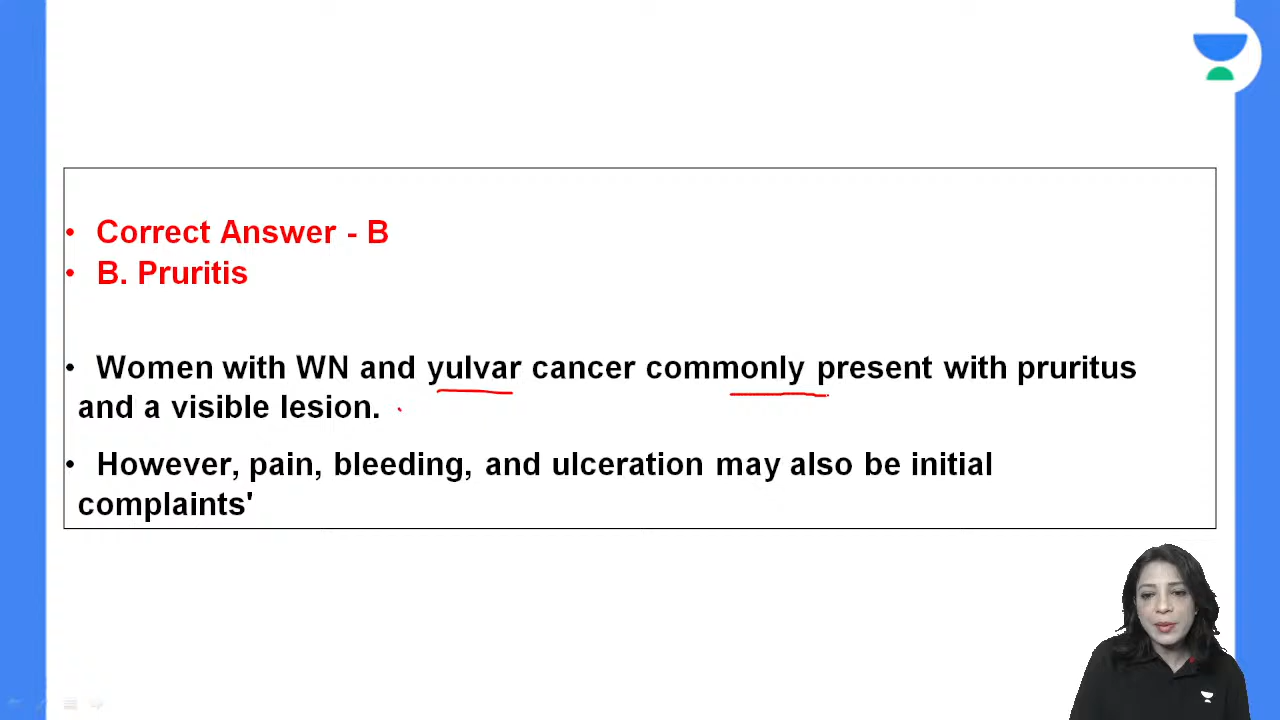 • Correct Answer - B
• B. Pruritis
• Women with WN and yulvar cancer commonly present with pruritus
and a visible lesion.
• However, pain, bleeding, and ulceration may also be initial
complaints'